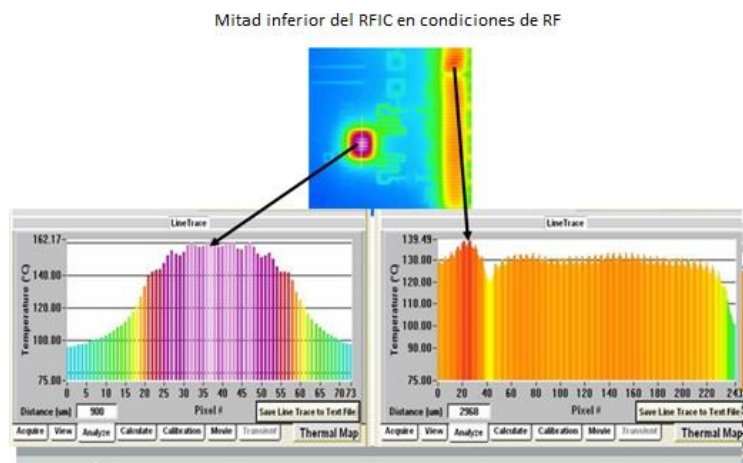 Mitad inferior del RFIC en condiciones de RF
LineTrace
162.17
140.00
120.00
100.00
75.00
Temperature (°C)
0 5 10 15 20 25 30 35 40 45 50 55 60 65 70 73
Distance (um) 900 Pixel # Save Line Trace to Text File
Acquire View Analyze Calculate Calibration Movie Transient Thermal Map
LineTrace
139.49
130.00
120.00
110.00
100.00
90.00
75.00
Temperature (°C)
0 20 40 60 80 100 120 140 160 180 200 220 243
Distance (um) 2968 Pixel # Save Line Trace to Text File
Acquire View Analyze Calculate Calibration Movie Transient Thermal Map